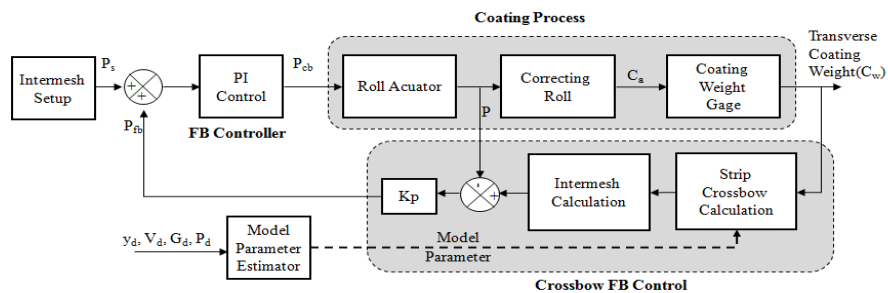 Coating Process
Transverse
Coating
Weight(Cw)
Intermesh
Setup
Ps
+
+
PI
Control
Pcb
Roll Acuator
P
Correcting
Roll
Ca
Coating
Weight
Gage
FB Controller
Pfb
Kp
+
Intermesh
Calculation
Strip
Crossbow
Calculation
yd, Vd, Gd, Pd
Model
Parameter
Estimator
Model
Parameter
Crossbow FB Control